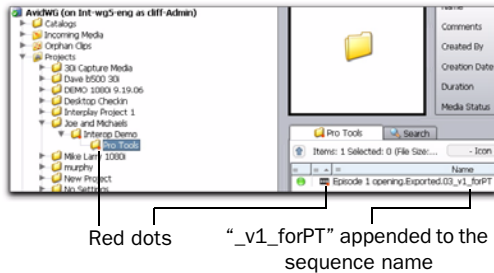 AvidWG (on Int-wg5-eng as cliff-Admin)
Catalogs
Incoming Media
Orphan Clips
Projects
30i Capture Media
Dave b500 30i
DEMO 1080i 9.19.06
Desktop Checkin
Interplay Project 1
Joe and Michaels
Interop Demo
Pro Tools
Mike Larry 1080i
murphy
New Project
No Settings
Name
Comments
Created By
Creation Date
Duration
Media Status
Pro Tools
Search
Items: 1 Selected: 0 (File Size:...
- Icon
Name
Episode 1 opening.Exported.03_v1_forPT
Red dots
“_v1_forPT” appended to the
sequence name